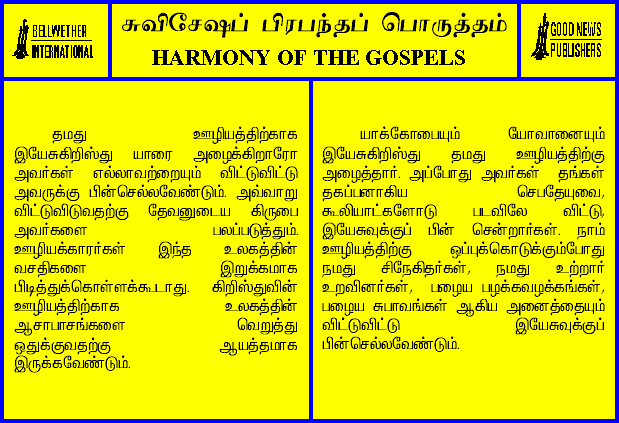 BELLWETHER
INTERNATIONAL
சுவிசேஷப் பிரபந்தப் பொருத்தம்
HARMONY OF THE GOSPELS
GOOD NEWS
PUBLISHERS
தமது ஊழியத்திற்காக
இயேசுகிறிஸ்து யாரை அழைக்கிறாரோ
அவர்கள் எல்லாவற்றையும் விட்டுவிட்டு
அவருக்கு பின்செல்லவேண்டும். அவ்வாறு
விட்டுவிடுவதற்கு தேவனுடைய கிருபை
அவர்களை பலப்படுத்தும்.
ஊழியக்காரர்கள் இந்த உலகத்தின்
வசதிகளை இறுக்கமாக
பிடித்துக்கொள்ளக்கூடாது. கிறிஸ்துவின்
ஊழியத்திற்காக உலகத்தின்
ஆசாபாசங்களை வெறுத்து
ஒதுக்குவதற்கு ஆயத்தமாக
இருக்கவேண்டும்.
யாக்கோபையும் யோவானையும்
இயேசுகிறிஸ்து தமது ஊழியத்திற்கு
அழைத்தார். அப்போது அவர்கள் தங்கள்
தகப்பனாகிய செபதேயுவை,
கூலியாட்களோடு படவிலே விட்டு,
இயேசுவுக்குப் பின் சென்றார்கள். நாம்
ஊழியத்திற்கு ஒப்புக்கொடுக்கும்போது
நமது சிநேகிதர்கள், நமது உற்றார்
உறவினர்கள், பழைய பழக்கவழக்கங்கள்,
பழைய சுபாவங்கள் ஆகிய அனைத்தையும்
விட்டுவிட்டு இயேசுவுக்குப்
பின்செல்லவேண்டும்.